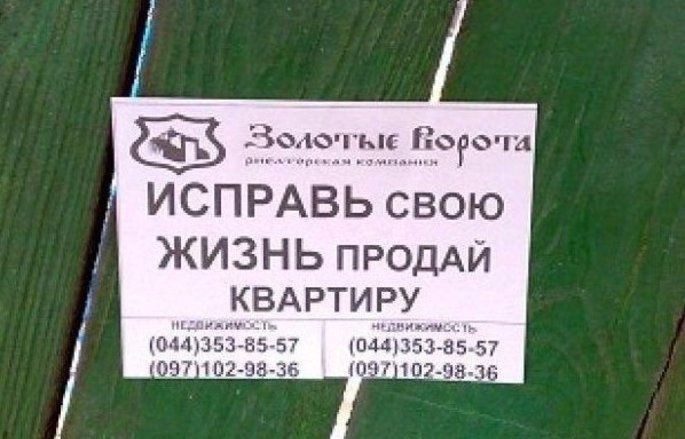 Золотые Ворота
риелторская компания
ИСПРАВЬ СВОЮ
ЖИЗНЬ ПРОДАЙ
КВАРТИРУ
НЕДВИЖИМОСТЬ
(044)353-85-57
(097)102-98-36
НЕДВИЖИМОСТЬ
(044)353-85-57
(097)102-98-36